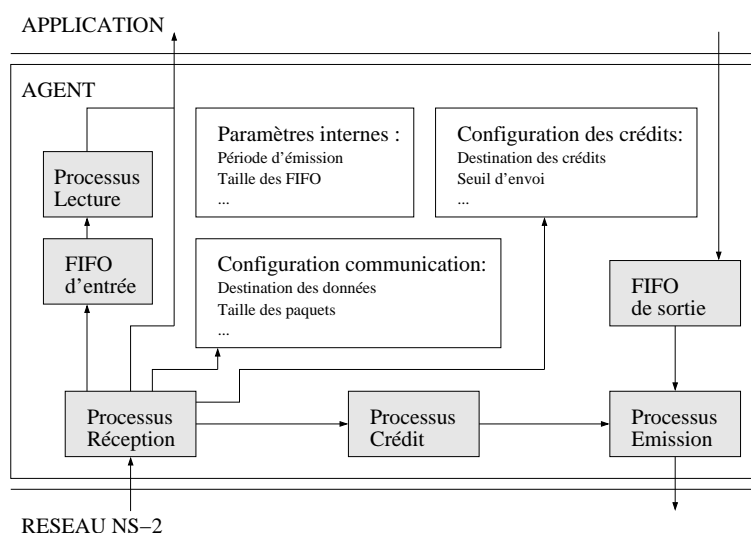 APPLICATION
AGENT
Paramètres internes :
Période d'émission
Taille des FIFO
...
Configuration des crédits:
Destination des crédits
Seuil d'envoi
...
Processus
Lecture
FIFO
d'entrée
Configuration communication:
Destination des données
Taille des paquets
...
FIFO
de sortie
Processus
Réception
Processus
Crédit
Processus
Emission
RESEAU NS−2